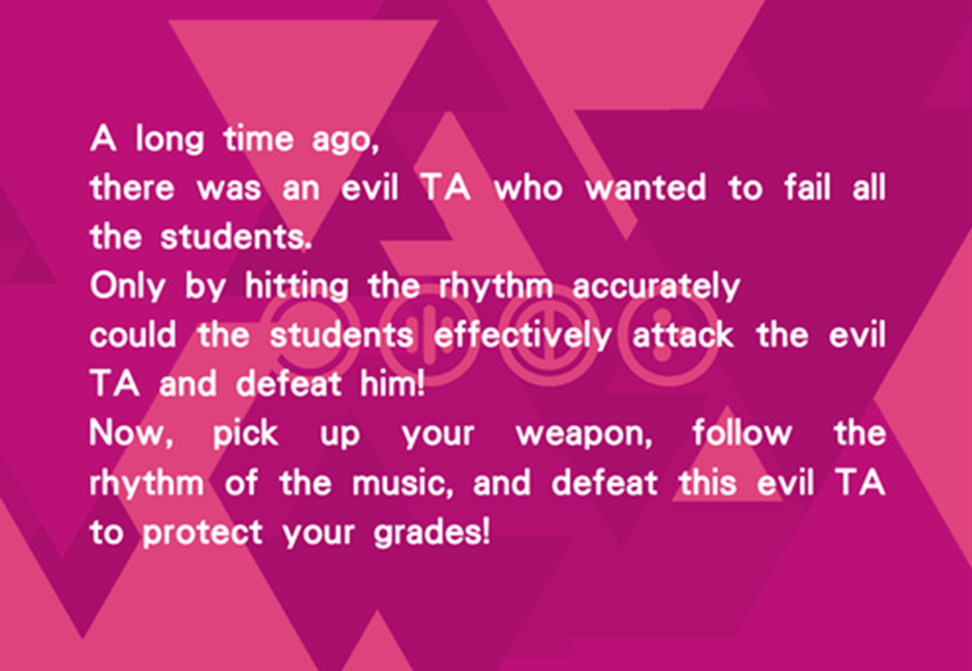 A long time ago,
there was an evil TA who wanted to fail all
the students.
Only by hitting the rhythm accurately
could the students effectively attack the evil
TA and defeat him!
Now, pick up your weapon, follow the
rhythm of the music, and defeat this evil TA
to protect your grades!